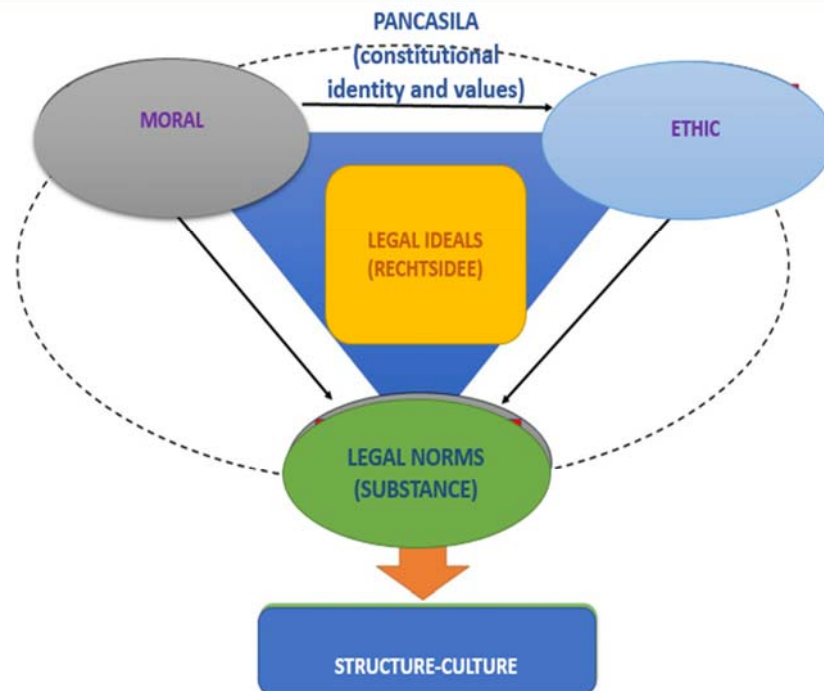 PANCASILA
(constitutional
identity and values)
MORAL
ETHIC
LEGAL IDEALS
(RECHTSIDEE)
LEGAL NORMS
(SUBSTANCE)
STRUCTURE-CULTURE